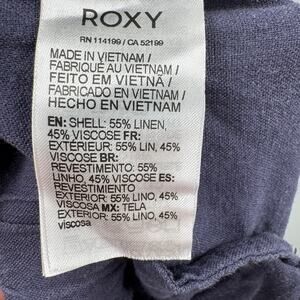 ROXY
RN 114199 / CA 52199
MADE IN VIETNAM /
FABRIQUÉ AU VIETNAM /
FEITO EM VIETNÃ /
FABRICADO EN VIETNAM /
HECHO EN VIETNAM
EN: SHELL: 55% LINEN,
45% VISCOSE FR:
EXTÉRIEUR: 55% LIN, 45%
VISCOSE BR:
REVESTIMENTO: 55%
LINHO, 45% VISCOSE ES:
REVESTIMIENTO
EXTERIOR: 55% LINO, 45%
VISCOSA MX: TELA
EXTERIOR: 55% LINO, 45%
viscosa